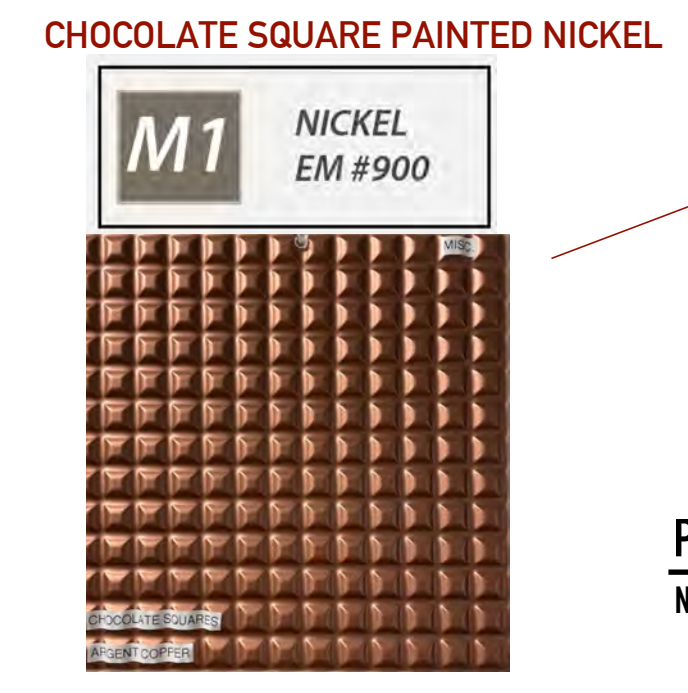 CHOCOLATE SQUARE PAINTED NICKEL
M1
NICKEL
EM #900
MISC.
CHOCOLATE SQUARES
ARGENT COPPER
P
N